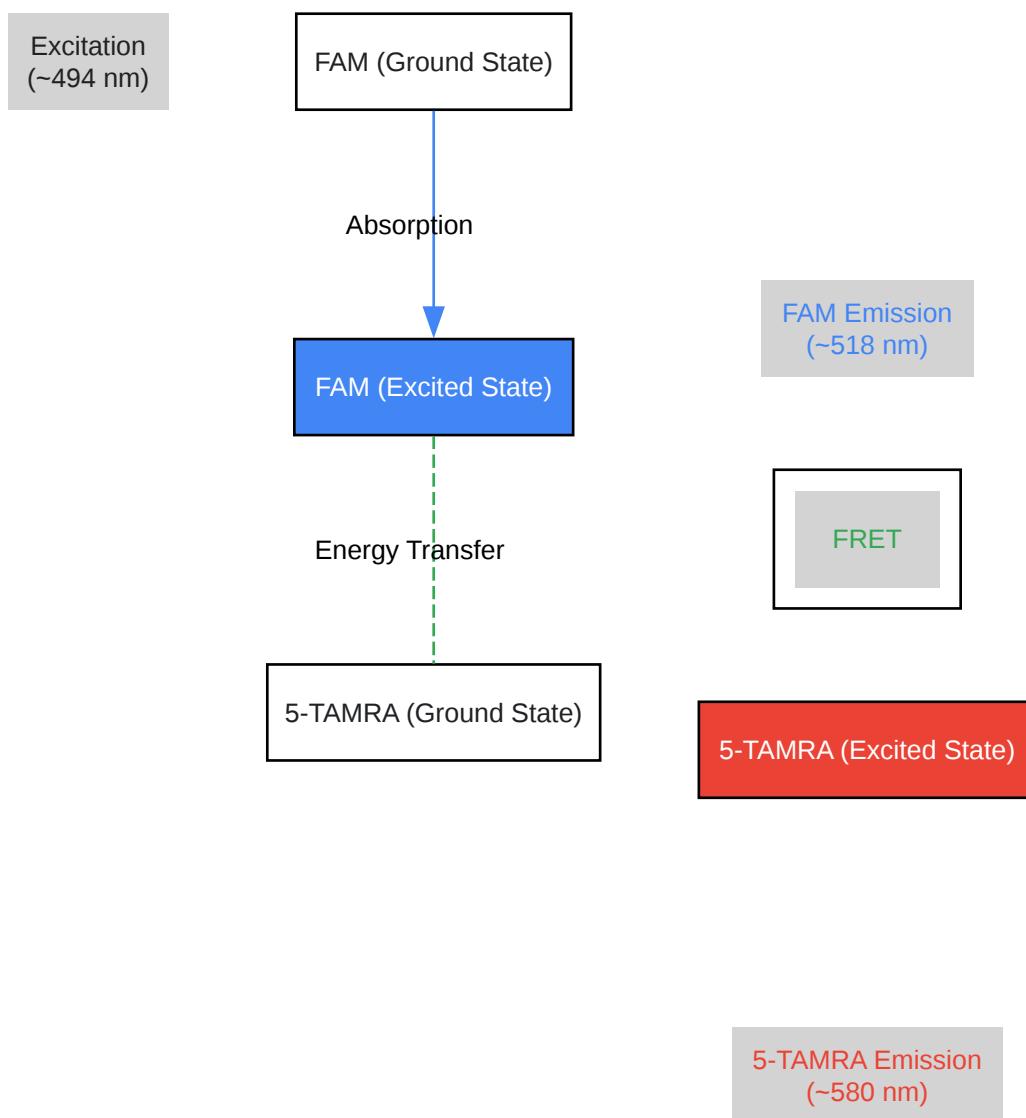 Excitation
(~494 nm)
FAM (Ground State)
Absorption
FAM Emission
(~518 nm)
FAM (Excited State)
FRET
Energy Transfer
5-TAMRA (Ground State)
5-TAMRA (Excited State)
5-TAMRA Emission
(~580 nm)